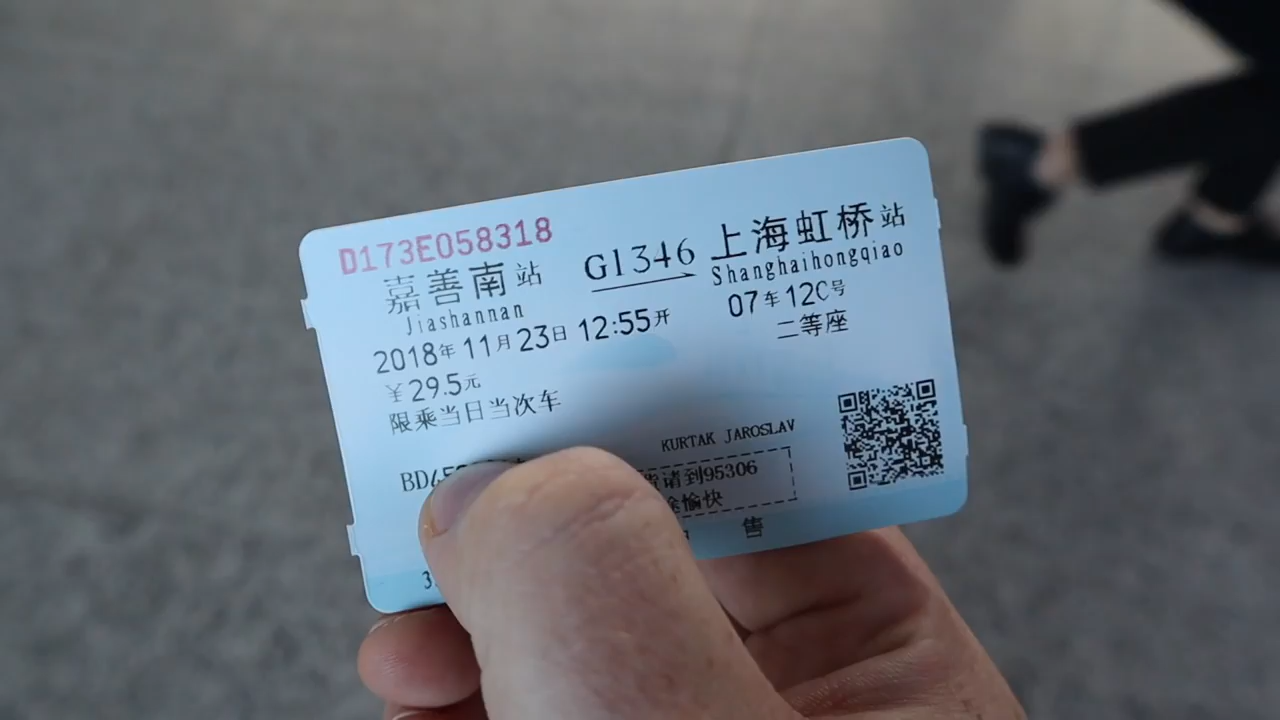 D173E058318
嘉善南站 G1346 上海虹桥站
Jiashannan Shanghaihongqiao
2018年11月23日 12:55开 07车12C号
¥29.5元 二等座
限乘当日当次车
KURTAK JAROSLAV
请到95306
愉快
售